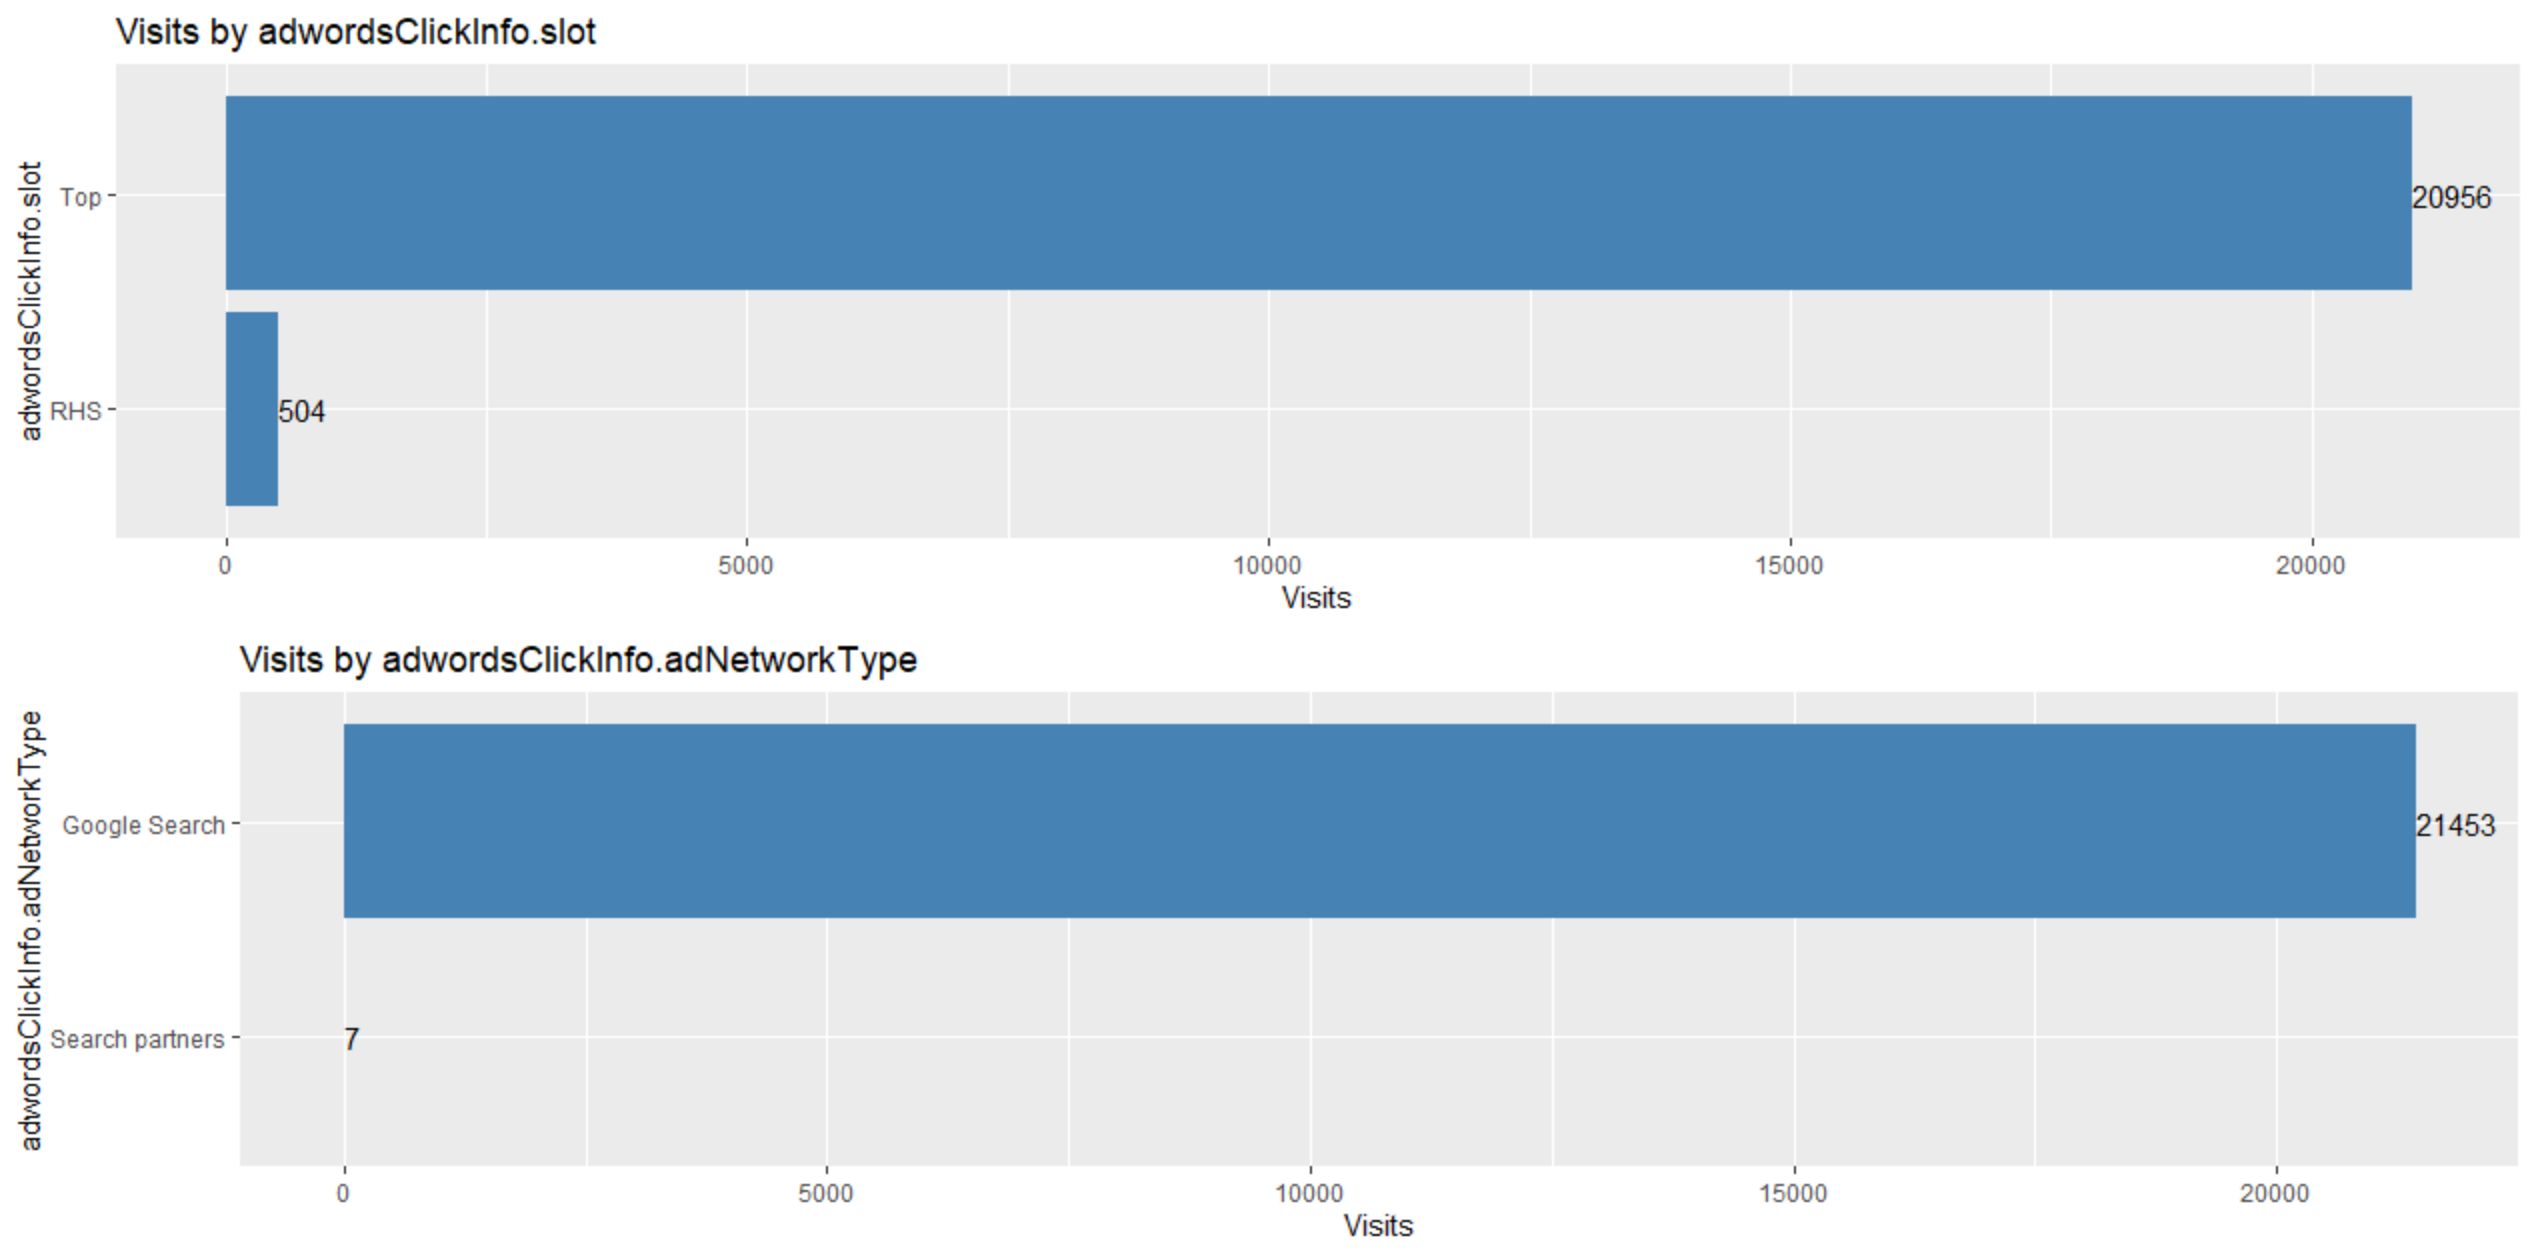 Visits by adwordsClickInfo.slot
adwordsClickInfo.slot
Top
20956
RHS
504
0 5000 10000 15000 20000
Visits
Visits by adwordsClickInfo.adNetworkType
adwordsClickInfo.adNetworkType
Google Search
21453
Search partners
7
0 5000 10000 15000 20000
Visits